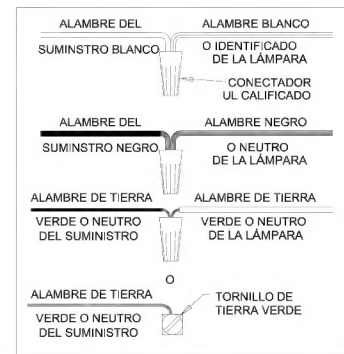 ALAMBRE DEL
SUMINSTRO BLANCO
ALAMBRE BLANCO
O IDENTIFICADO
DE LA LÁMPARA
CONECTADOR
UL CALIFICADO
ALAMBRE DEL
SUMINSTRO NEGRO
ALAMBRE NEGRO
O NEUTRO
DE LA LÁMPARA
ALAMBRE DE TIERRA
VERDE O NEUTRO
DEL SUMINISTRO
ALAMBRE DE TIERRA
VERDE O NEUTRO
DE LA LÁMPARA
O
ALAMBRE DE TIERRA
VERDE O NEUTRO
DEL SUMINISTRO
TORNILLO DE
TIERRA VERDE